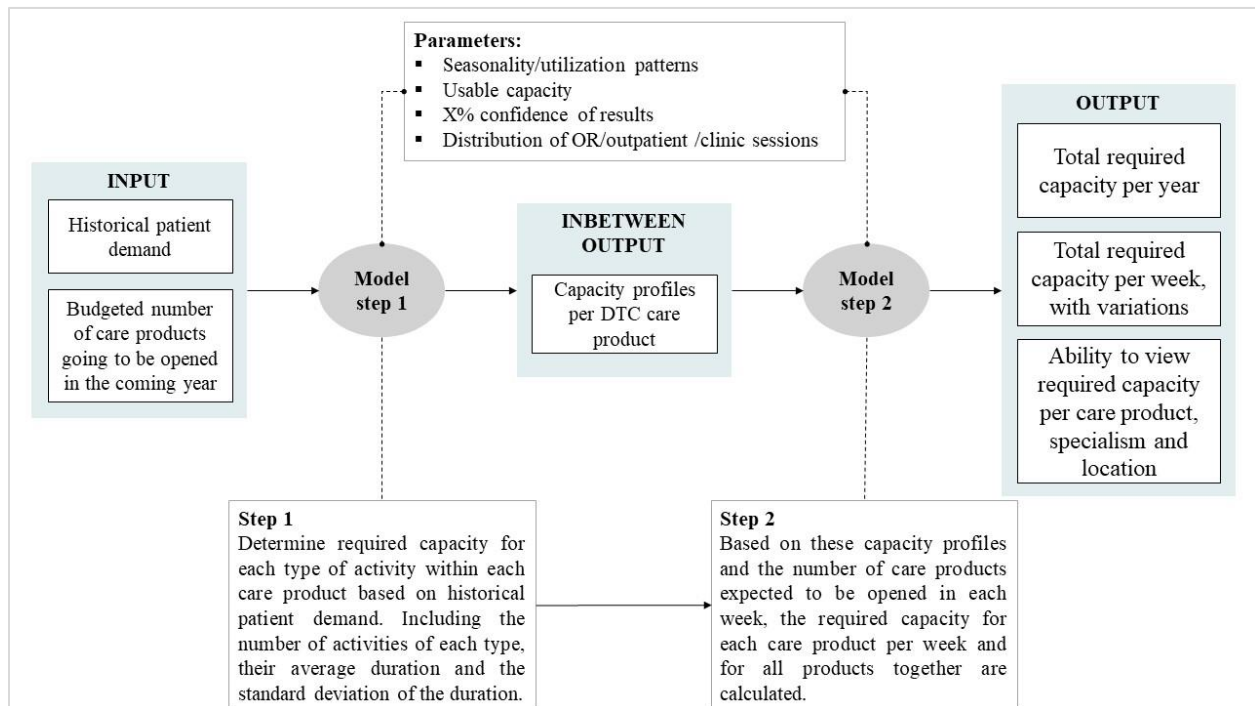 Parameters:
▪ Seasonality/utilization patterns
▪ Usable capacity
▪ X% confidence of results
▪ Distribution of OR/outpatient /clinic sessions
INPUT
Historical patient
demand
Budgeted number
of care products
going to be opened
in the coming year
Model
step 1
INBETWEEN
OUTPUT
Capacity profiles
per DTC care
product
Model
step 2
OUTPUT
Total required
capacity per year
Total required
capacity per week,
with variations
Ability to view
required capacity
per care product,
specialism and
location
Step 1
Determine required capacity for
each type of activity within each
care product based on historical
patient demand. Including the
number of activities of each type,
their average duration and the
standard deviation of the duration.
Step 2
Based on these capacity profiles
and the number of care products
expected to be opened in each
week, the required capacity for
each care product per week and
for all products together are
calculated.